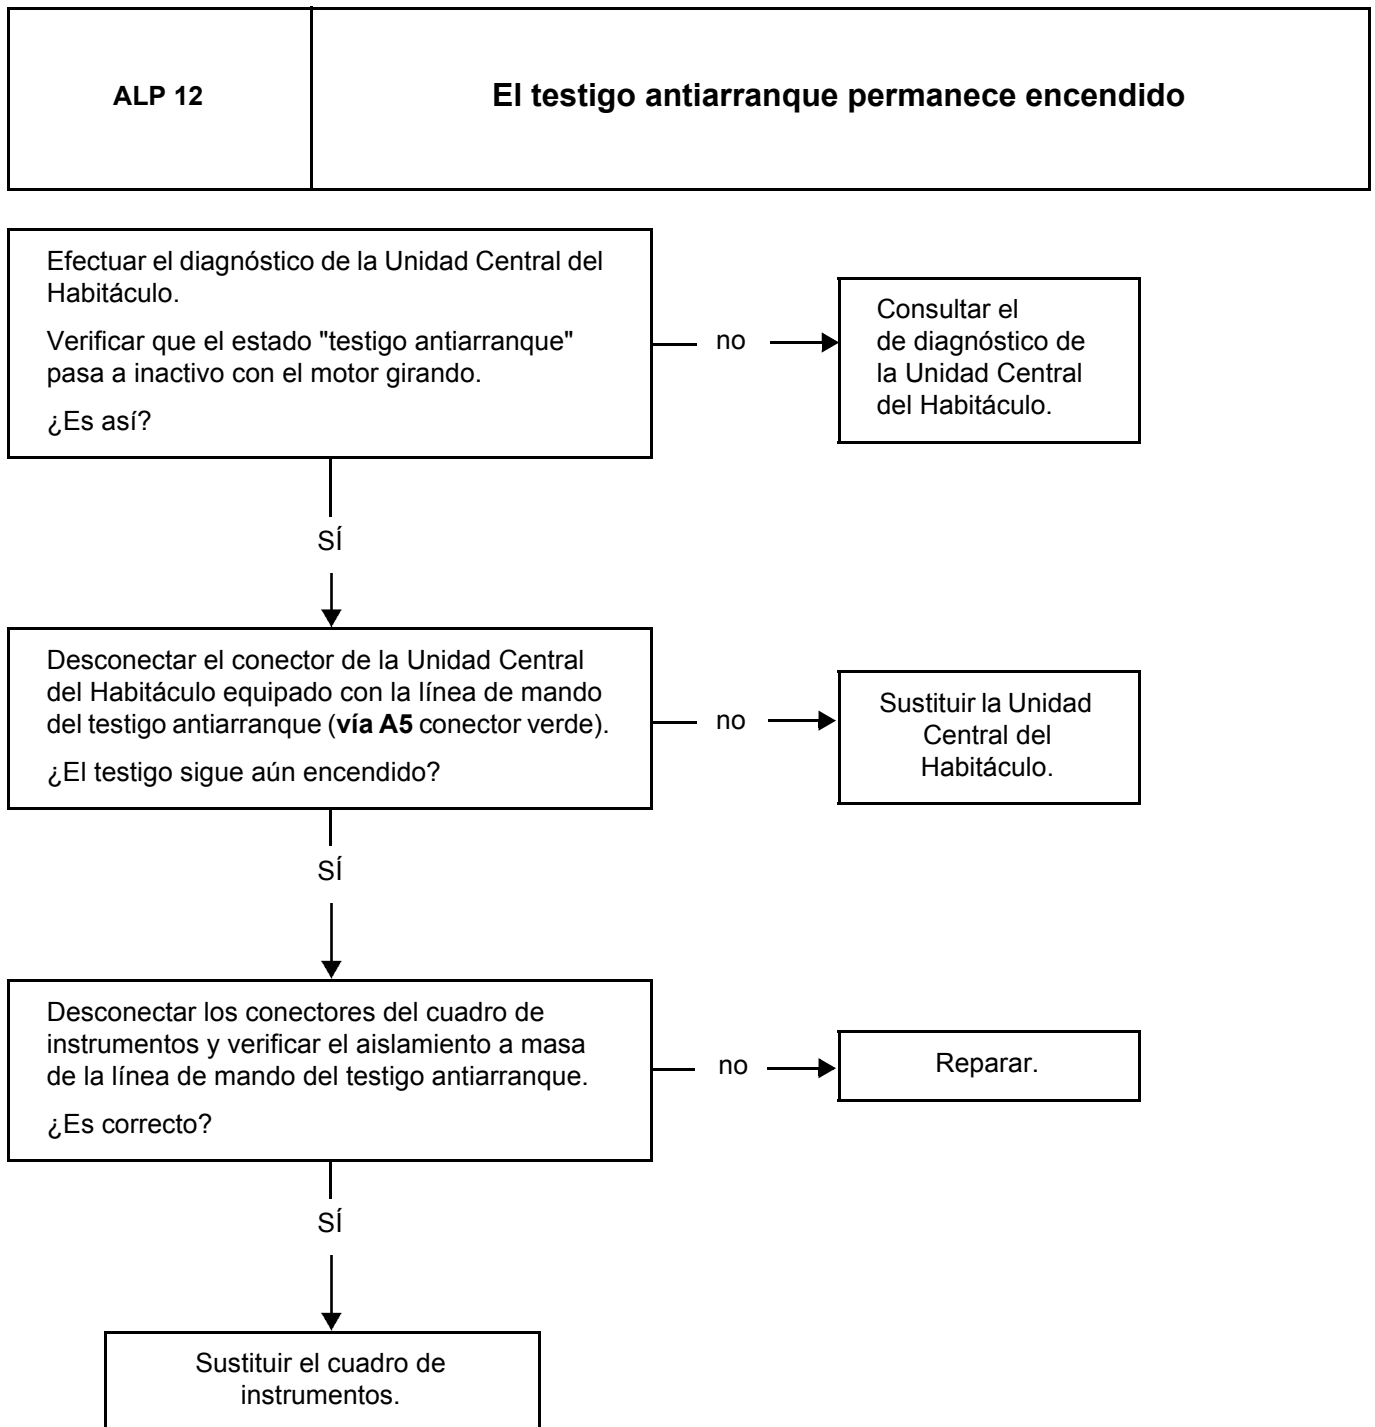 ALP 12
El testigo antiarranque permanece encendido
Efectuar el diagnóstico de la Unidad Central del
Habitáculo.
Verificar que el estado "testigo antiarranque"
pasa a inactivo con el motor girando.
¿Es así?
no
Consultar el
de diagnóstico de
la Unidad Central
del Habitáculo.
SÍ
Desconectar el conector de la Unidad Central
del Habitáculo equipado con la línea de mando
del testigo antiarranque (vía A5 conector verde).
¿El testigo sigue aún encendido?
no
Sustituir la Unidad
Central del
Habitáculo.
SÍ
Desconectar los conectores del cuadro de
instrumentos y verificar el aislamiento a masa
de la línea de mando del testigo antiarranque.
¿Es correcto?
no
Reparar.
SÍ
Sustituir el cuadro de
instrumentos.